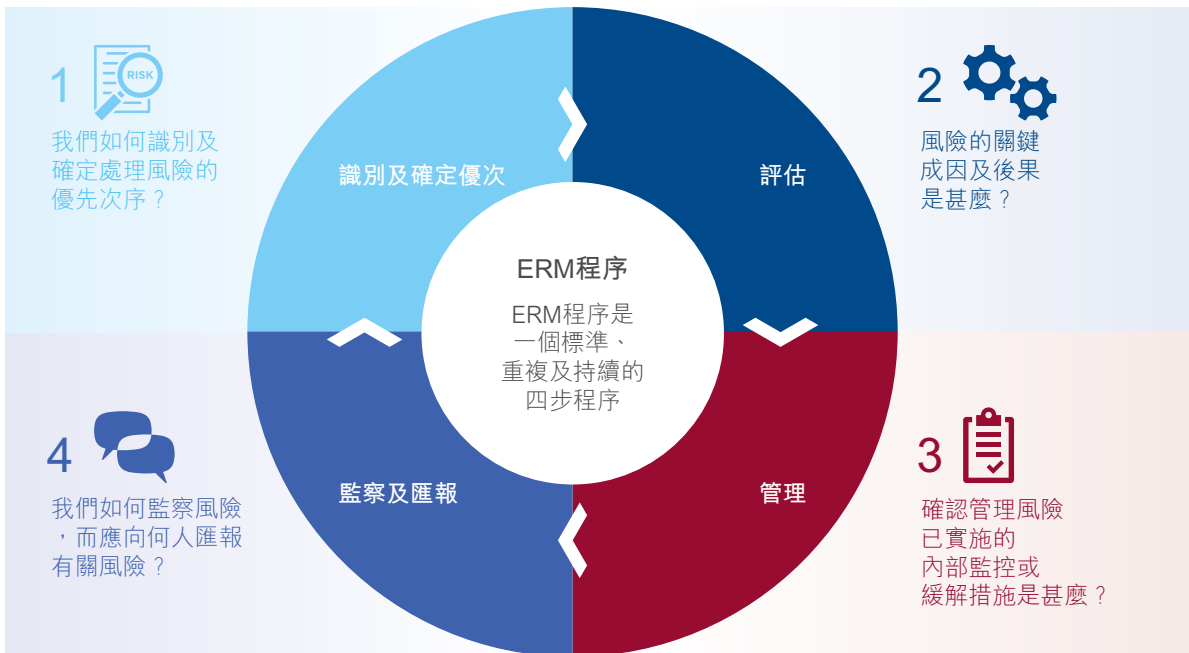 1
RISK
我們如何識別及
確定處理風險的
優先次序？
2
風險的關鍵
成因及後果
是甚麼？
識別及確定優次
評估
ERM程序
ERM程序是
一個標準、
重複及持續的
四步程序
4
我們如何監察風險
，而應向何人匯報
有關風險？
監察及匯報
管理
3
確認管理風險
已實施的
內部監控或
緩解措施是甚麼？